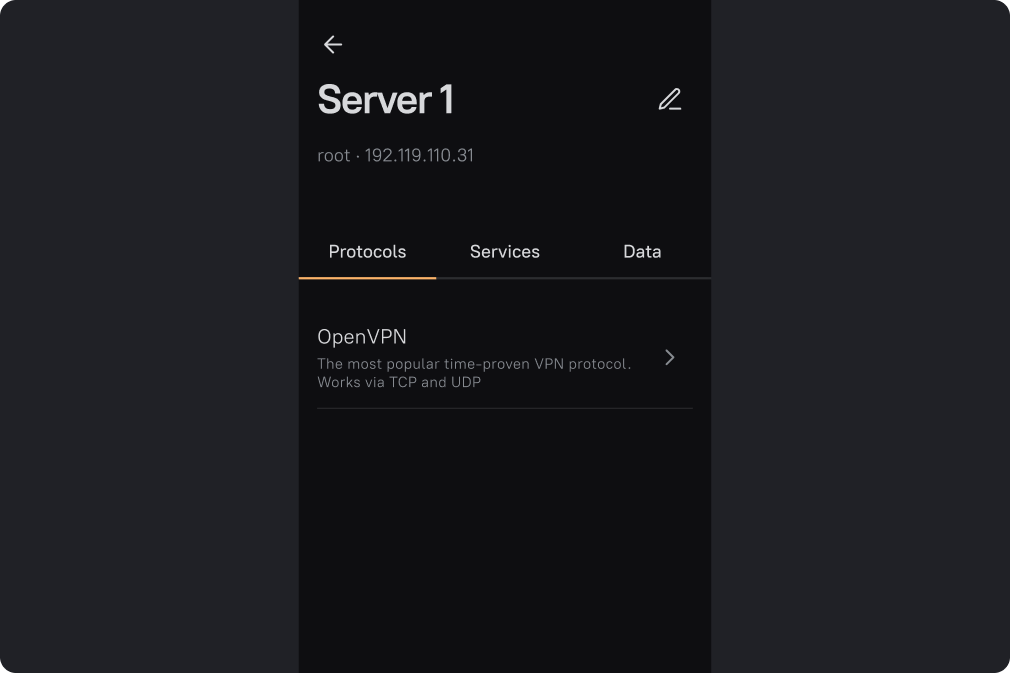 Server 1
root · 192.119.110.31
Protocols Services Data
OpenVPN
The most popular time-proven VPN protocol.
Works via TCP and UDP